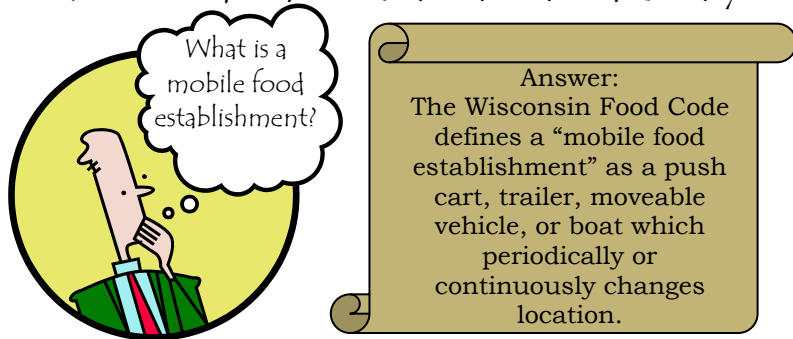 What is a
mobile food
establishment?
Answer:
The Wisconsin Food Code
defines a “mobile food
establishment” as a push
cart, trailer, moveable
vehicle, or boat which
periodically or
continuously changes
location.